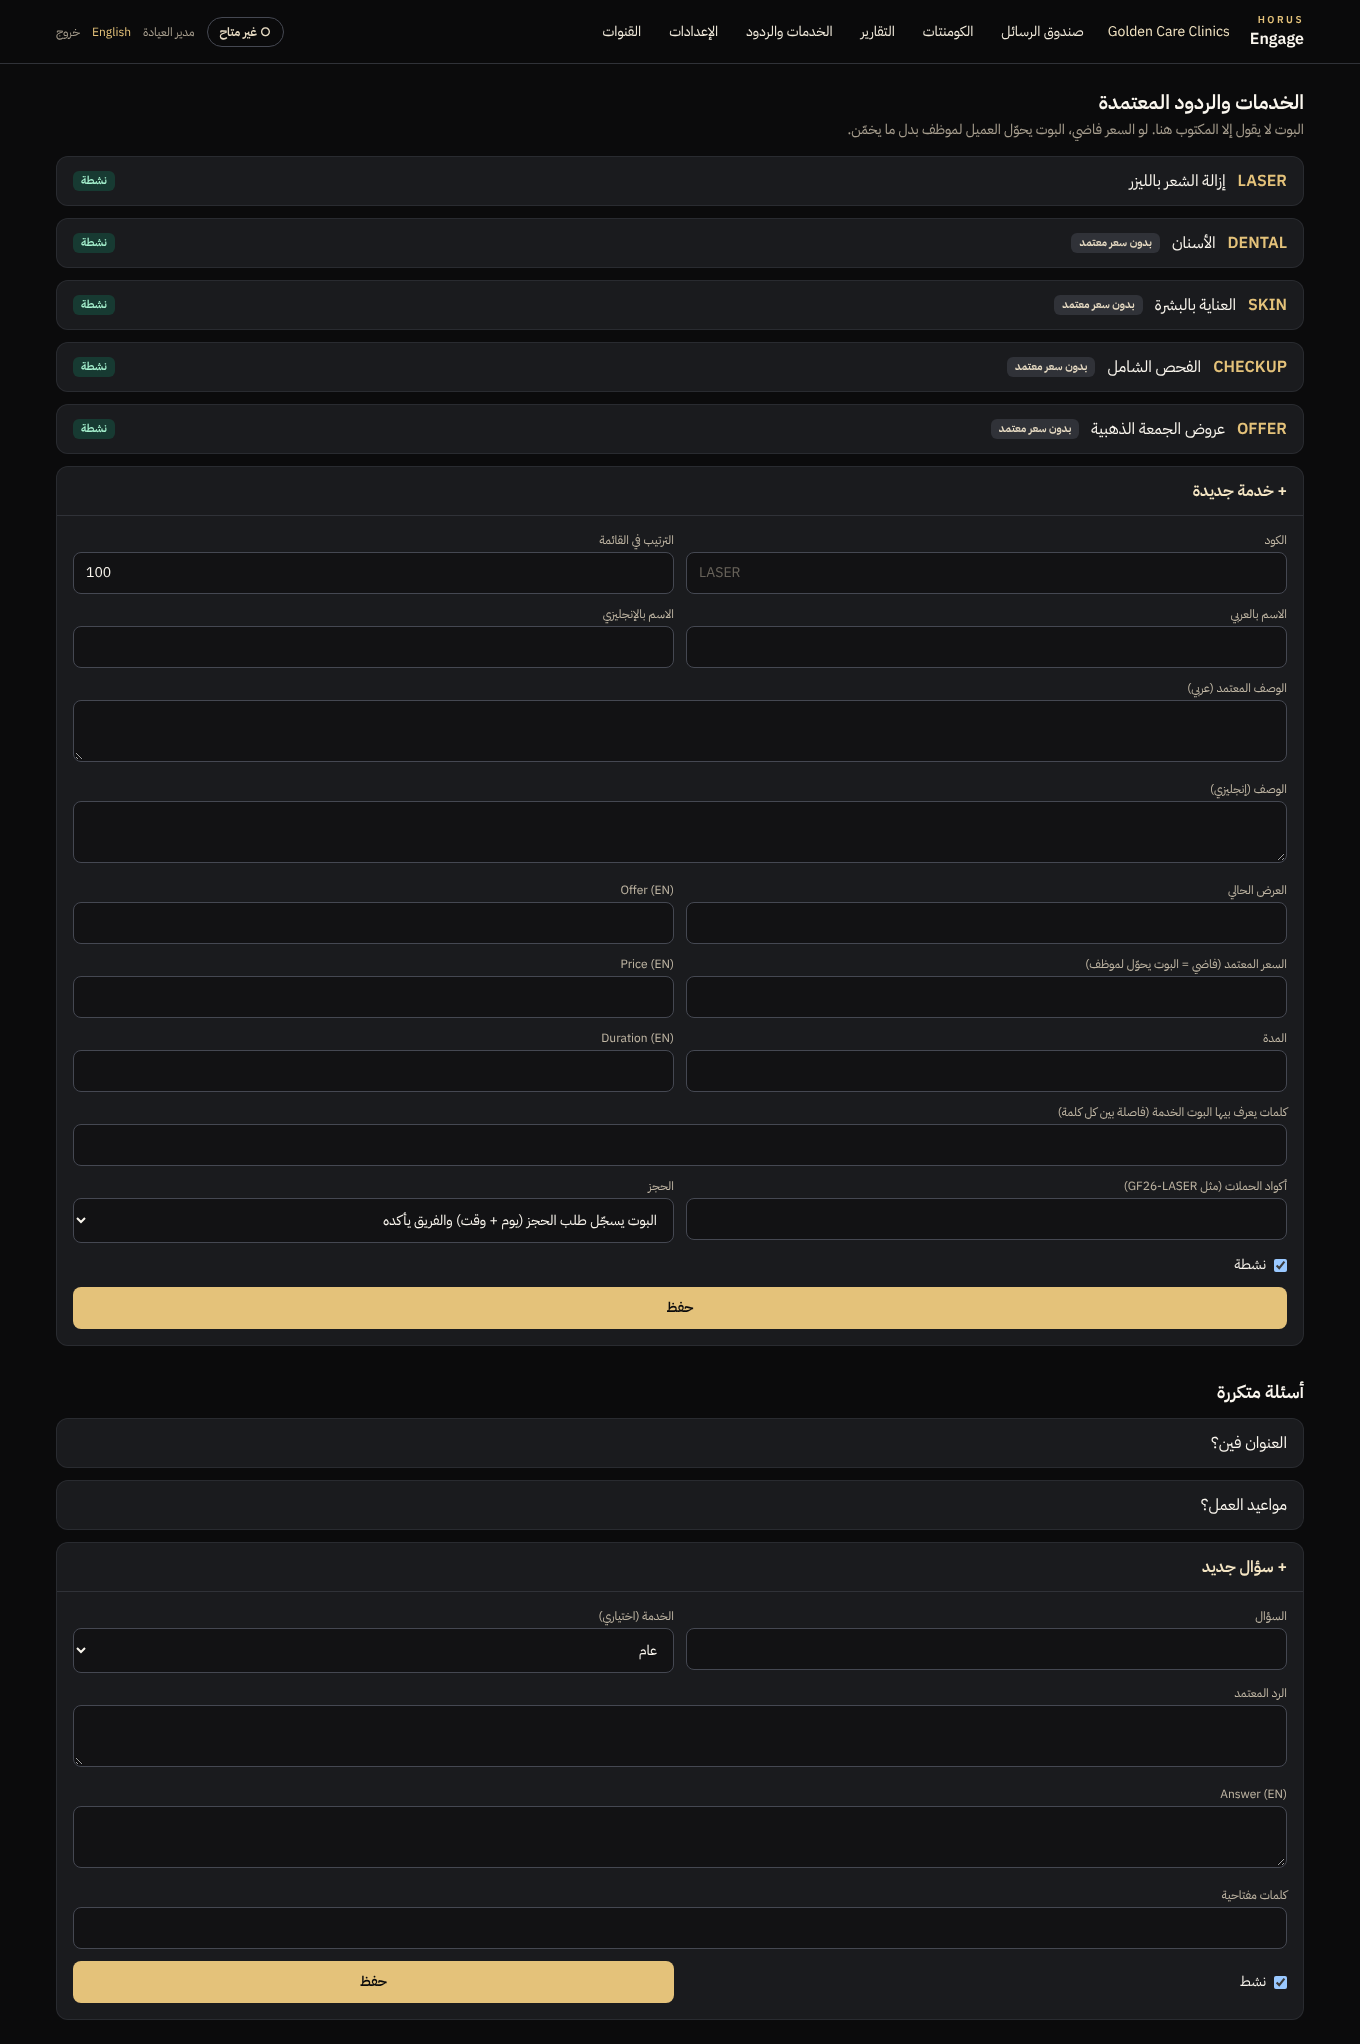 HORUS
Engage
Golden Care Clinics
صندوق الرسائل
الكومنتات
التقارير
الخدمات والردود
الإعدادات
القنوات
غير متاح
مدير العيادة
English
خروج
الخدمات والردود المعتمدة
البوت لا يقول إلا المكتوب هنا. لو السعر فاضي، البوت يحوّل العميل لموظف بدل ما يخمّن.
LASER إزالة الشعر بالليزر نشطة
DENTAL الأسنان بدون سعر معتمد نشطة
SKIN العناية بالبشرة بدون سعر معتمد نشطة
CHECKUP الفحص الشامل بدون سعر معتمد نشطة
OFFER عروض الجمعة الذهبية بدون سعر معتمد نشطة
+ خدمة جديدة
الكود
LASER
الترتيب في القائمة
100
الاسم بالعربي
الاسم بالإنجليزي
الوصف المعتمد (عربي)
الوصف (إنجليزي)
العرض الحالي
Offer (EN)
السعر المعتمد (فاضي = البوت يحوّل لموظف)
Price (EN)
المدة
Duration (EN)
كلمات يعرف بيها البوت الخدمة (فاصلة بين كل كلمة)
أكواد الحملات (مثل GF26-LASER)
الحجز
البوت يسجّل طلب الحجز (يوم + وقت) والفريق يأكده
نشطة
حفظ
أسئلة متكررة
العنوان فين؟
مواعيد العمل؟
+ سؤال جديد
السؤال
الخدمة (اختياري)
عام
الرد المعتمد
Answer (EN)
كلمات مفتاحية
نشط
حفظ